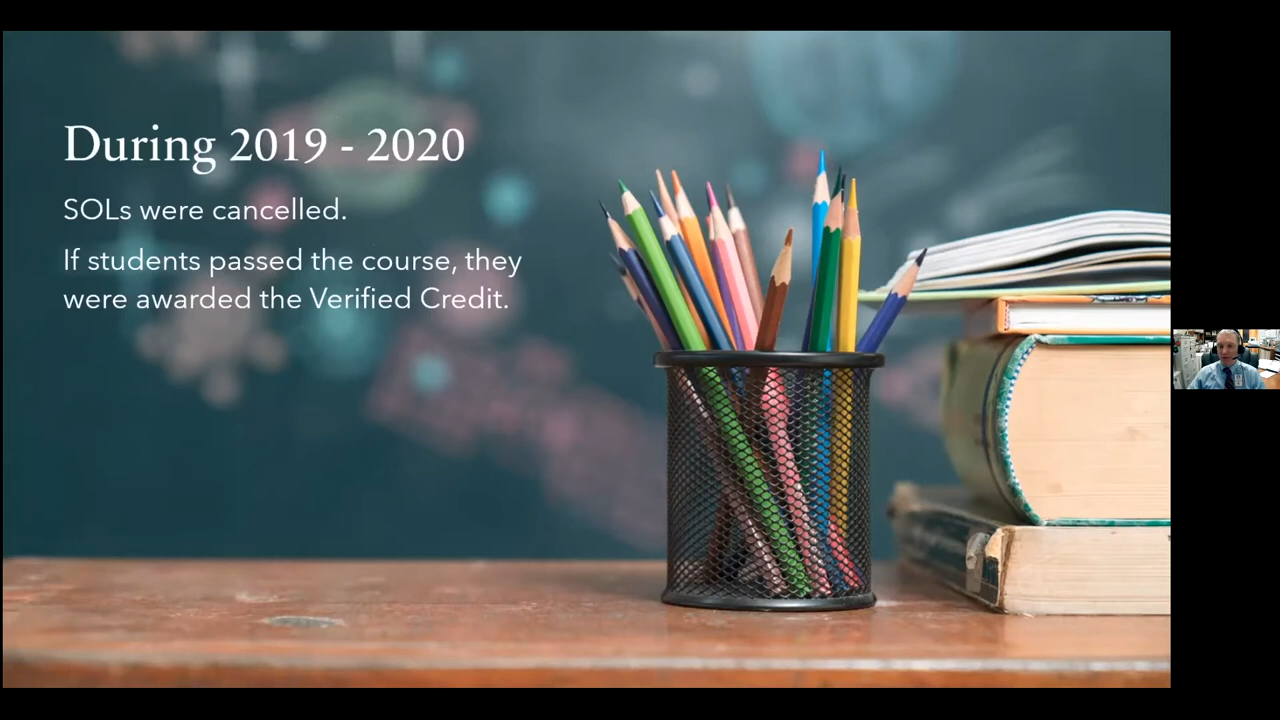 During 2019 - 2020
SOLs were cancelled.
If students passed the course, they
were awarded the Verified Credit.